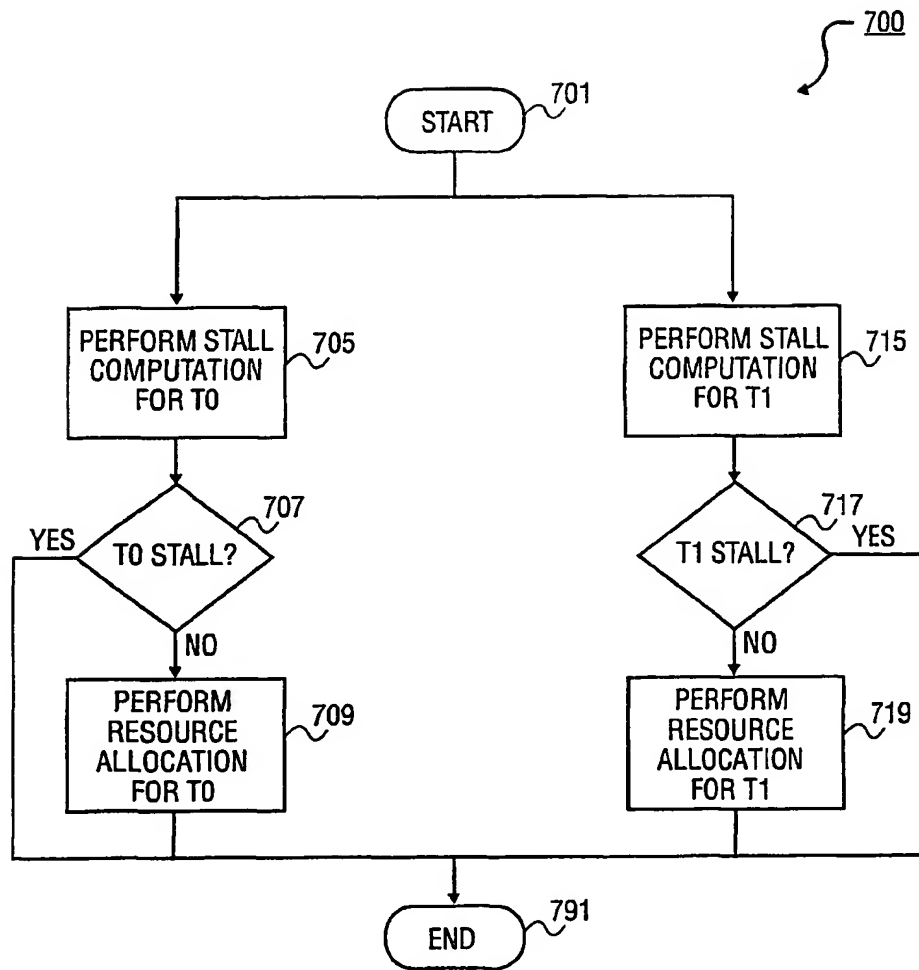 700
701
START
PERFORM STALL
COMPUTATION
FOR T0
705
PERFORM STALL
COMPUTATION
FOR T1
715
707
T0 STALL?
YES
NO
717
T1 STALL?
YES
NO
PERFORM
RESOURCE
ALLOCATION
FOR T0
709
PERFORM
RESOURCE
ALLOCATION
FOR T1
719
791
END